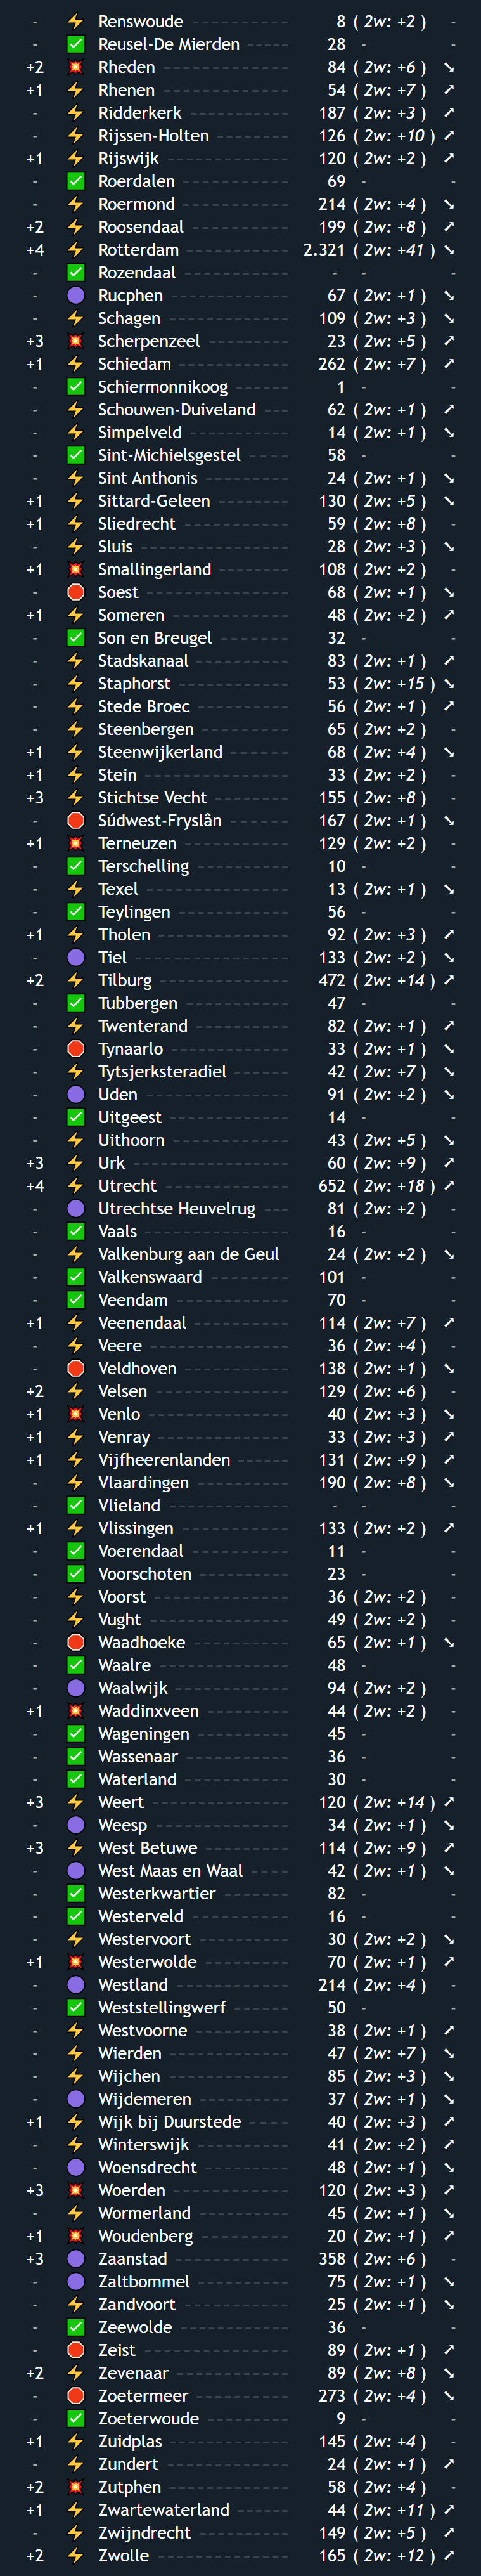 - ⚡ Renswoude 8 ( 2w: +2 ) -
- ✅ Reusel-De Mierden 28 - -
+2 💥 Rheden 84 ( 2w: +6 ) ➘
+1 ⚡ Rhenen 54 ( 2w: +7 ) ➚
- ⚡ Ridderkerk 187 ( 2w: +3 ) ➚
- ⚡ Rijssen-Holten 126 ( 2w: +10 ) ➚
+1 ⚡ Rijswijk 120 ( 2w: +2 ) ➚
- ✅ Roerdalen 69 - -
- ⚡ Roermond 214 ( 2w: +4 ) ➘
+2 ⚡ Roosendaal 199 ( 2w: +8 ) ➚
+4 ⚡ Rotterdam 2.321 ( 2w: +41 ) ➘
- ✅ Rozendaal - - -
- 🟣 Rucphen 67 ( 2w: +1 ) ➘
- ⚡ Schagen 109 ( 2w: +3 ) ➘
+3 💥 Scherpenzeel 23 ( 2w: +5 ) ➚
+1 ⚡ Schiedam 262 ( 2w: +7 ) ➚
- ✅ Schiermonnikoog 1 - -
- ⚡ Schouwen-Duiveland 62 ( 2w: +1 ) ➚
- ⚡ Simpelveld 14 ( 2w: +1 ) ➘
- ✅ Sint-Michielsgestel 58 - -
- ⚡ Sint Anthonis 24 ( 2w: +1 ) ➘
+1 ⚡ Sittard-Geleen 130 ( 2w: +5 ) ➘
+1 ⚡ Sliedrecht 59 ( 2w: +8 ) -
- ⚡ Sluis 28 ( 2w: +3 ) ➘
+1 💥 Smallingerland 108 ( 2w: +2 ) -
- 🛑 Soest 68 ( 2w: +1 ) ➘
+1 ⚡ Someren 48 ( 2w: +2 ) ➚
- ✅ Son en Breugel 32 - -
- ⚡ Stadskanaal 83 ( 2w: +1 ) ➚
- ⚡ Staphorst 53 ( 2w: +15 ) ➘
- ⚡ Stede Broec 56 ( 2w: +1 ) ➚
- ⚡ Steenbergen 65 ( 2w: +2 ) -
+1 ⚡ Steenwijkerland 68 ( 2w: +4 ) ➘
+1 ⚡ Stein 33 ( 2w: +2 ) -
+3 ⚡ Stichtse Vecht 155 ( 2w: +8 ) -
- 🛑 Súdwest-Fryslân 167 ( 2w: +1 ) ➘
+1 💥 Terneuzen 129 ( 2w: +2 ) -
- ✅ Terschelling 10 - -
- ⚡ Texel 13 ( 2w: +1 ) ➘
- ✅ Teylingen 56 - -
+1 ⚡ Tholen 92 ( 2w: +3 ) ➚
- 🟣 Tiel 133 ( 2w: +2 ) ➘
+2 ⚡ Tilburg 472 ( 2w: +14 ) ➚
- ✅ Tubbergen 47 - -
- ⚡ Twenterand 82 ( 2w: +1 ) ➚
- 🛑 Tynaarlo 33 ( 2w: +1 ) ➘
- ⚡ Tytsjerksteradiel 42 ( 2w: +7 ) ➘
- 🟣 Uden 91 ( 2w: +2 ) ➘
- ✅ Uitgeest 14 - -
- ⚡ Uithoorn 43 ( 2w: +5 ) ➘
+3 ⚡ Urk 60 ( 2w: +9 ) ➚
+4 ⚡ Utrecht 652 ( 2w: +18 ) ➚
- 🟣 Utrechtse Heuvelrug 81 ( 2w: +2 ) -
- ✅ Vaals 16 - -
- ⚡ Valkenburg aan de Geul 24 ( 2w: +2 ) ➘
- ✅ Valkenswaard 101 - -
- ✅ Veendam 70 - -
+1 ⚡ Veenendaal 114 ( 2w: +7 ) ➚
- ⚡ Veere 36 ( 2w: +4 ) -
- 🛑 Veldhoven 138 ( 2w: +1 ) ➘
+2 ⚡ Velsen 129 ( 2w: +6 ) -
+1 💥 Venlo 40 ( 2w: +3 ) ➘
+1 ⚡ Venray 33 ( 2w: +3 ) ➚
+1 ⚡ Vijfheerenlanden 131 ( 2w: +9 ) ➚
- ⚡ Vlaardingen 190 ( 2w: +8 ) ➘
- ✅ Vlieland - - -
+1 ⚡ Vlissingen 133 ( 2w: +2 ) ➚
- ✅ Voerendaal 11 - -
- ✅ Voorschoten 23 - -
- ⚡ Voorst 36 ( 2w: +2 ) -
- ⚡ Vught 49 ( 2w: +2 ) -
- 🛑 Waadhoeke 65 ( 2w: +1 ) ➘
- ✅ Waalre 48 - -
- 🟣 Waalwijk 94 ( 2w: +2 ) -
+1 💥 Waddinxveen 44 ( 2w: +2 ) -
- ✅ Wageningen 45 - -
- ✅ Wassenaar 36 - -
- ✅ Waterland 30 - -
+3 ⚡ Weert 120 ( 2w: +14 ) ➚
- 🟣 Weesp 34 ( 2w: +1 ) ➘
+3 ⚡ West Betuwe 114 ( 2w: +9 ) ➚
- 🟣 West Maas en Waal 42 ( 2w: +1 ) ➘
- ✅ Westerkwartier 82 - -
- ✅ Westerveld 16 - -
- ⚡ Westervoort 30 ( 2w: +2 ) ➘
+1 💥 Westerwolde 70 ( 2w: +1 ) ➚
- 🟣 Westland 214 ( 2w: +4 ) -
- ✅ Weststellingwerf 50 - -
- ⚡ Westvoorne 38 ( 2w: +1 ) ➚
- ⚡ Wierden 47 ( 2w: +7 ) ➘
- ⚡ Wijchen 85 ( 2w: +3 ) ➘
- 🟣 Wijdemeren 37 ( 2w: +1 ) ➘
+1 ⚡ Wijk bij Duurstede 40 ( 2w: +3 ) ➚
- ⚡ Winterswijk 41 ( 2w: +2 ) ➚
- 🟣 Woensdrecht 48 ( 2w: +1 ) ➘
+3 💥 Woerden 120 ( 2w: +3 ) ➚
- ⚡ Wormerland 45 ( 2w: +1 ) ➘
+1 💥 Woudenberg 20 ( 2w: +1 ) ➚
+3 🟣 Zaanstad 358 ( 2w: +6 ) -
- 🟣 Zaltbommel 75 ( 2w: +1 ) ➘
- ⚡ Zandvoort 25 ( 2w: +1 ) ➘
- ✅ Zeewolde 36 - -
- 🛑 Zeist 89 ( 2w: +1 ) ➚
+2 ⚡ Zevenaar 89 ( 2w: +8 ) ➘
- 🛑 Zoetermeer 273 ( 2w: +4 ) ➘
- ✅ Zoeterwoude 9 - -
+1 ⚡ Zuidplas 145 ( 2w: +4 ) -
- ⚡ Zundert 24 ( 2w: +1 ) ➚
+2 💥 Zutphen 58 ( 2w: +4 ) -
+1 ⚡ Zwartewaterland 44 ( 2w: +11 ) ➚
- ⚡ Zwijndrecht 149 ( 2w: +5 ) ➚
+2 ⚡ Zwolle 165 ( 2w: +12 ) ➚